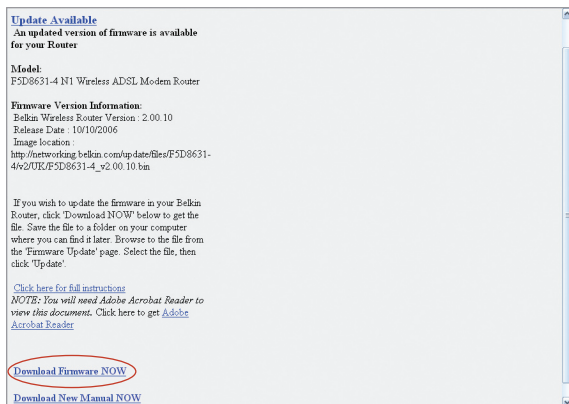 Update Available
An updated version of firmware is available
for your Router
Model:
F5D8631-4 N1 Wireless ADSL Modem Router
Firmware Version Information:
Belkin Wireless Router Version : 2.00.10
Release Date : 10/10/2006
Image location :
http://networking.belkin.com/update/files/F5D8631-
4/v2/UK/F5D8631-4_v2.00.10.bin
If you wish to update the firmware in your Belkin
Router, click 'Download NOW' below to get the
file. Save the file to a folder on your computer
where you can find it later. Browse to the file from
the 'Firmware Update' page. Select the file, then
click 'Update'.
Click here for full instructions
NOTE: You will need Adobe Acrobat Reader to
view this document. Click here to get Adobe
Acrobat Reader
Download Firmware NOW
Download New Manual NOW